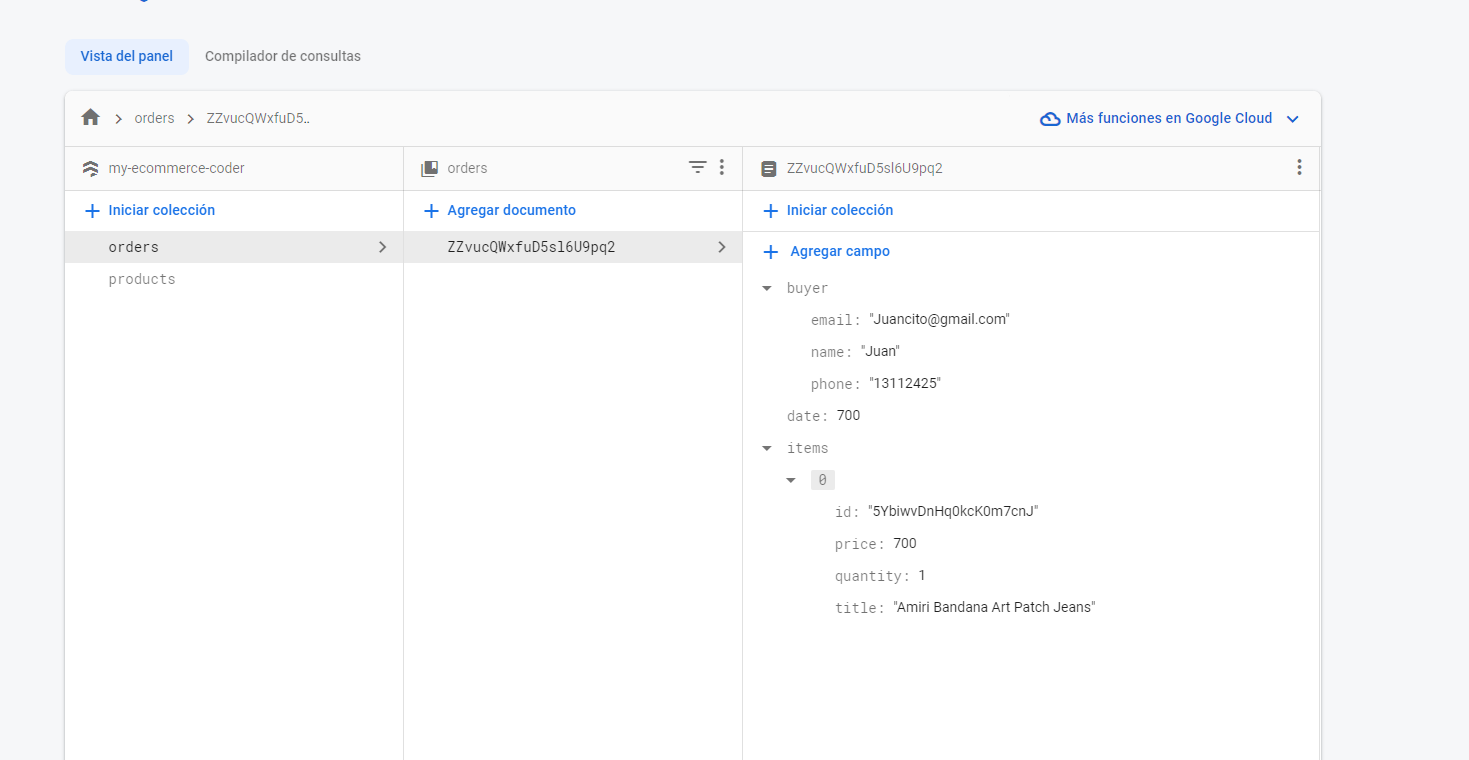 Vista del panel
Compilador de consultas
orders
ZZvucQWxfuD5..
Más funciones en Google Cloud
my-ecommerce-coder
orders
ZZvucQWxfuD5sl6U9pq2
Iniciar colección
Agregar documento
Iniciar colección
orders
ZZvucQWxfuD5sl6U9pq2
Agregar campo
products
buyer
email: "Juancito@gmail.com"
name: "Juan"
phone: "13112425"
date: 700
items
0
id: "5YbiwvDnHq0kcK0m7cnJ"
price: 700
quantity: 1
title: "Amiri Bandana Art Patch Jeans"